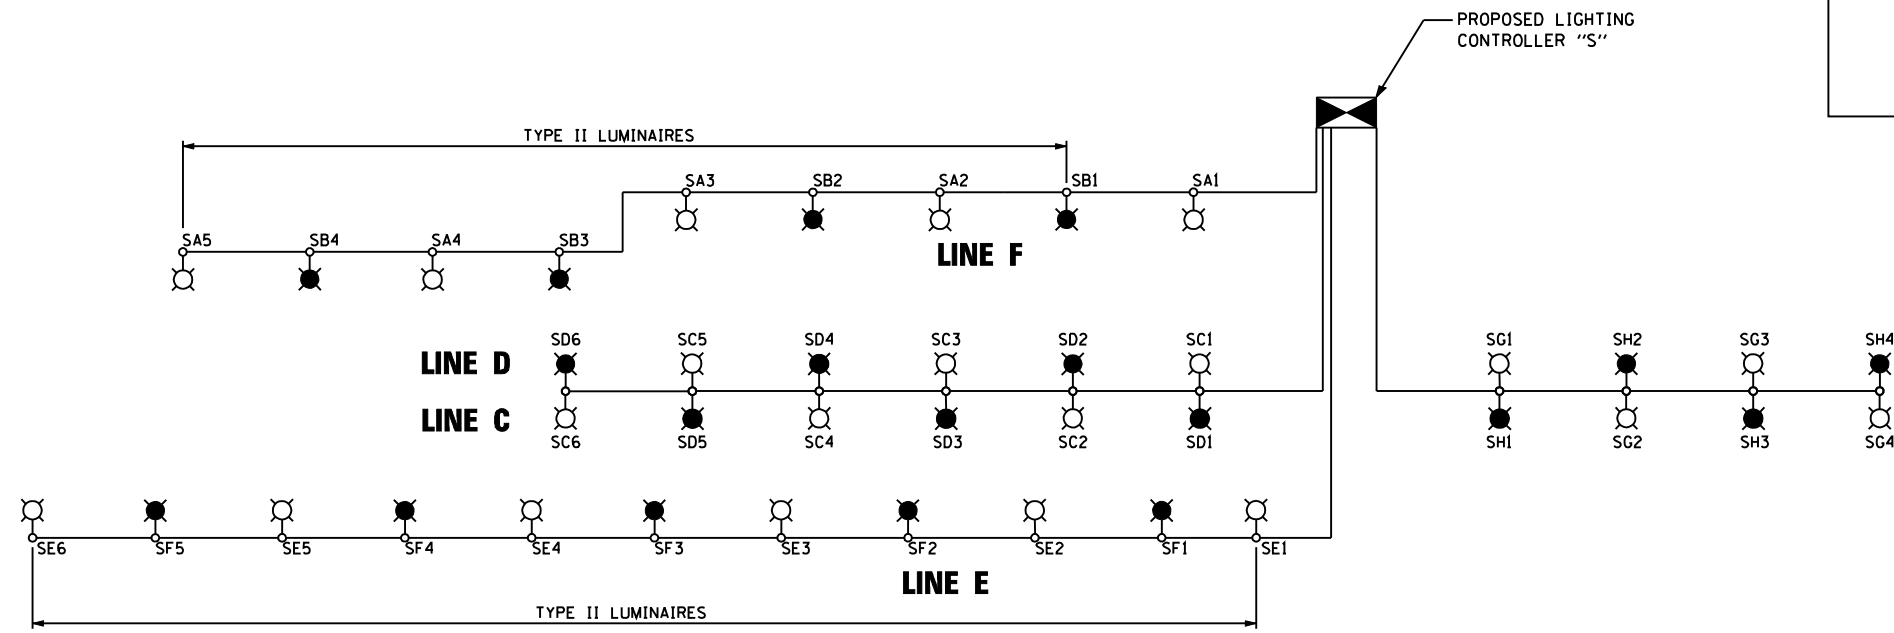 PROPOSED LIGHTING
CONTROLLER "S"
TYPE II LUMINAIRES
SA3 SB2 SA2 SB1 SA1
SA5 SB4 SA4 SB3
LINE F
SD6 SC5 SD4 SC3 SD2 SC1 SG1 SH2 SG3 SH4
LINE D
LINE C
SC6 SD5 SC4 SD3 SC2 SD1 SH1 SG2 SH3 SG4
SE6 SF5 SE5 SF4 SE4 SF3 SE3 SF2 SE2 SF1 SE1
LINE E
TYPE II LUMINAIRES